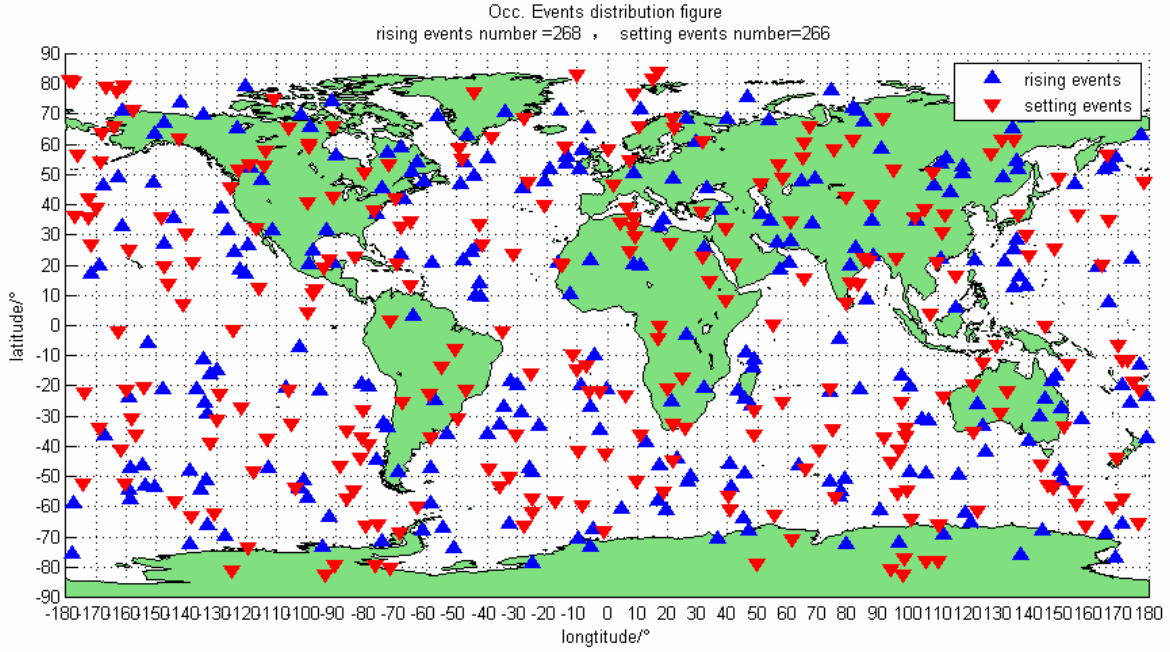 Occ. Events distribution figure
rising events number =268 , setting events number=266
90
80
70
60
50
40
30
20
10
0
-10
-20
-30
-40
-50
-60
-70
-80
-90
latitude/°
rising events
setting events
-180-170-160-150-140-130-120-110-100-90 -80 -70 -60 -50 -40 -30 -20 -10 0 10 20 30 40 50 60 70 80 90 100 110 120 130 140 150 160 170 180
longtitude/°